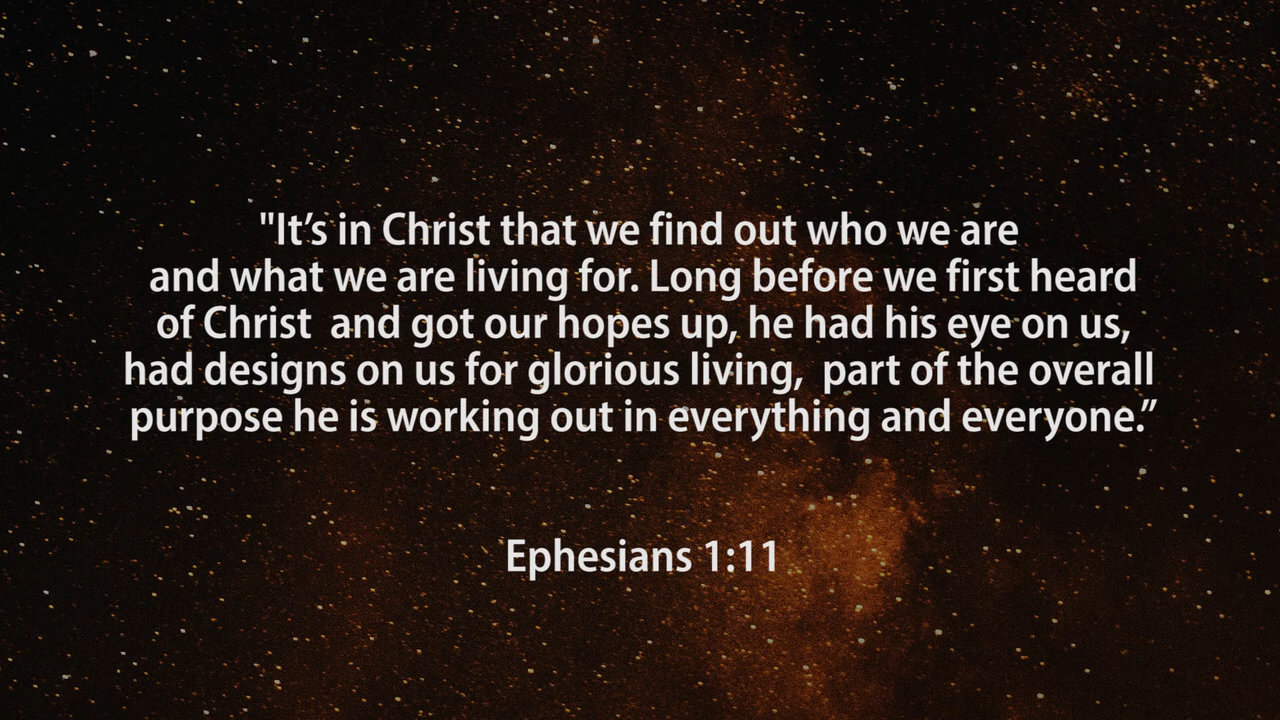 "It’s in Christ that we find out who we are
and what we are living for. Long before we first heard
of Christ  and got our hopes up, he had his eye on us,
had designs on us for glorious living,  part of the overall
purpose he is working out in everything and everyone.”
Ephesians 1:11